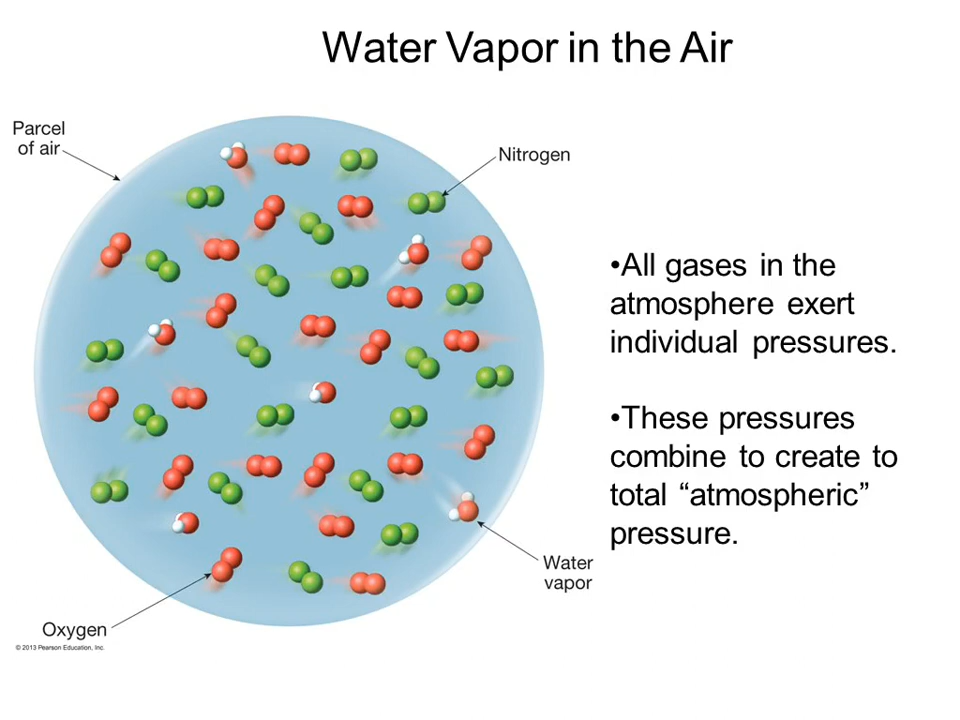 Water Vapor in the Air
Parcel
of air
Nitrogen
•All gases in the
atmosphere exert
individual pressures.
•These pressures
combine to create to
total “atmospheric”
pressure.
Water
vapor
Oxygen
© 2013 Pearson Education, Inc.